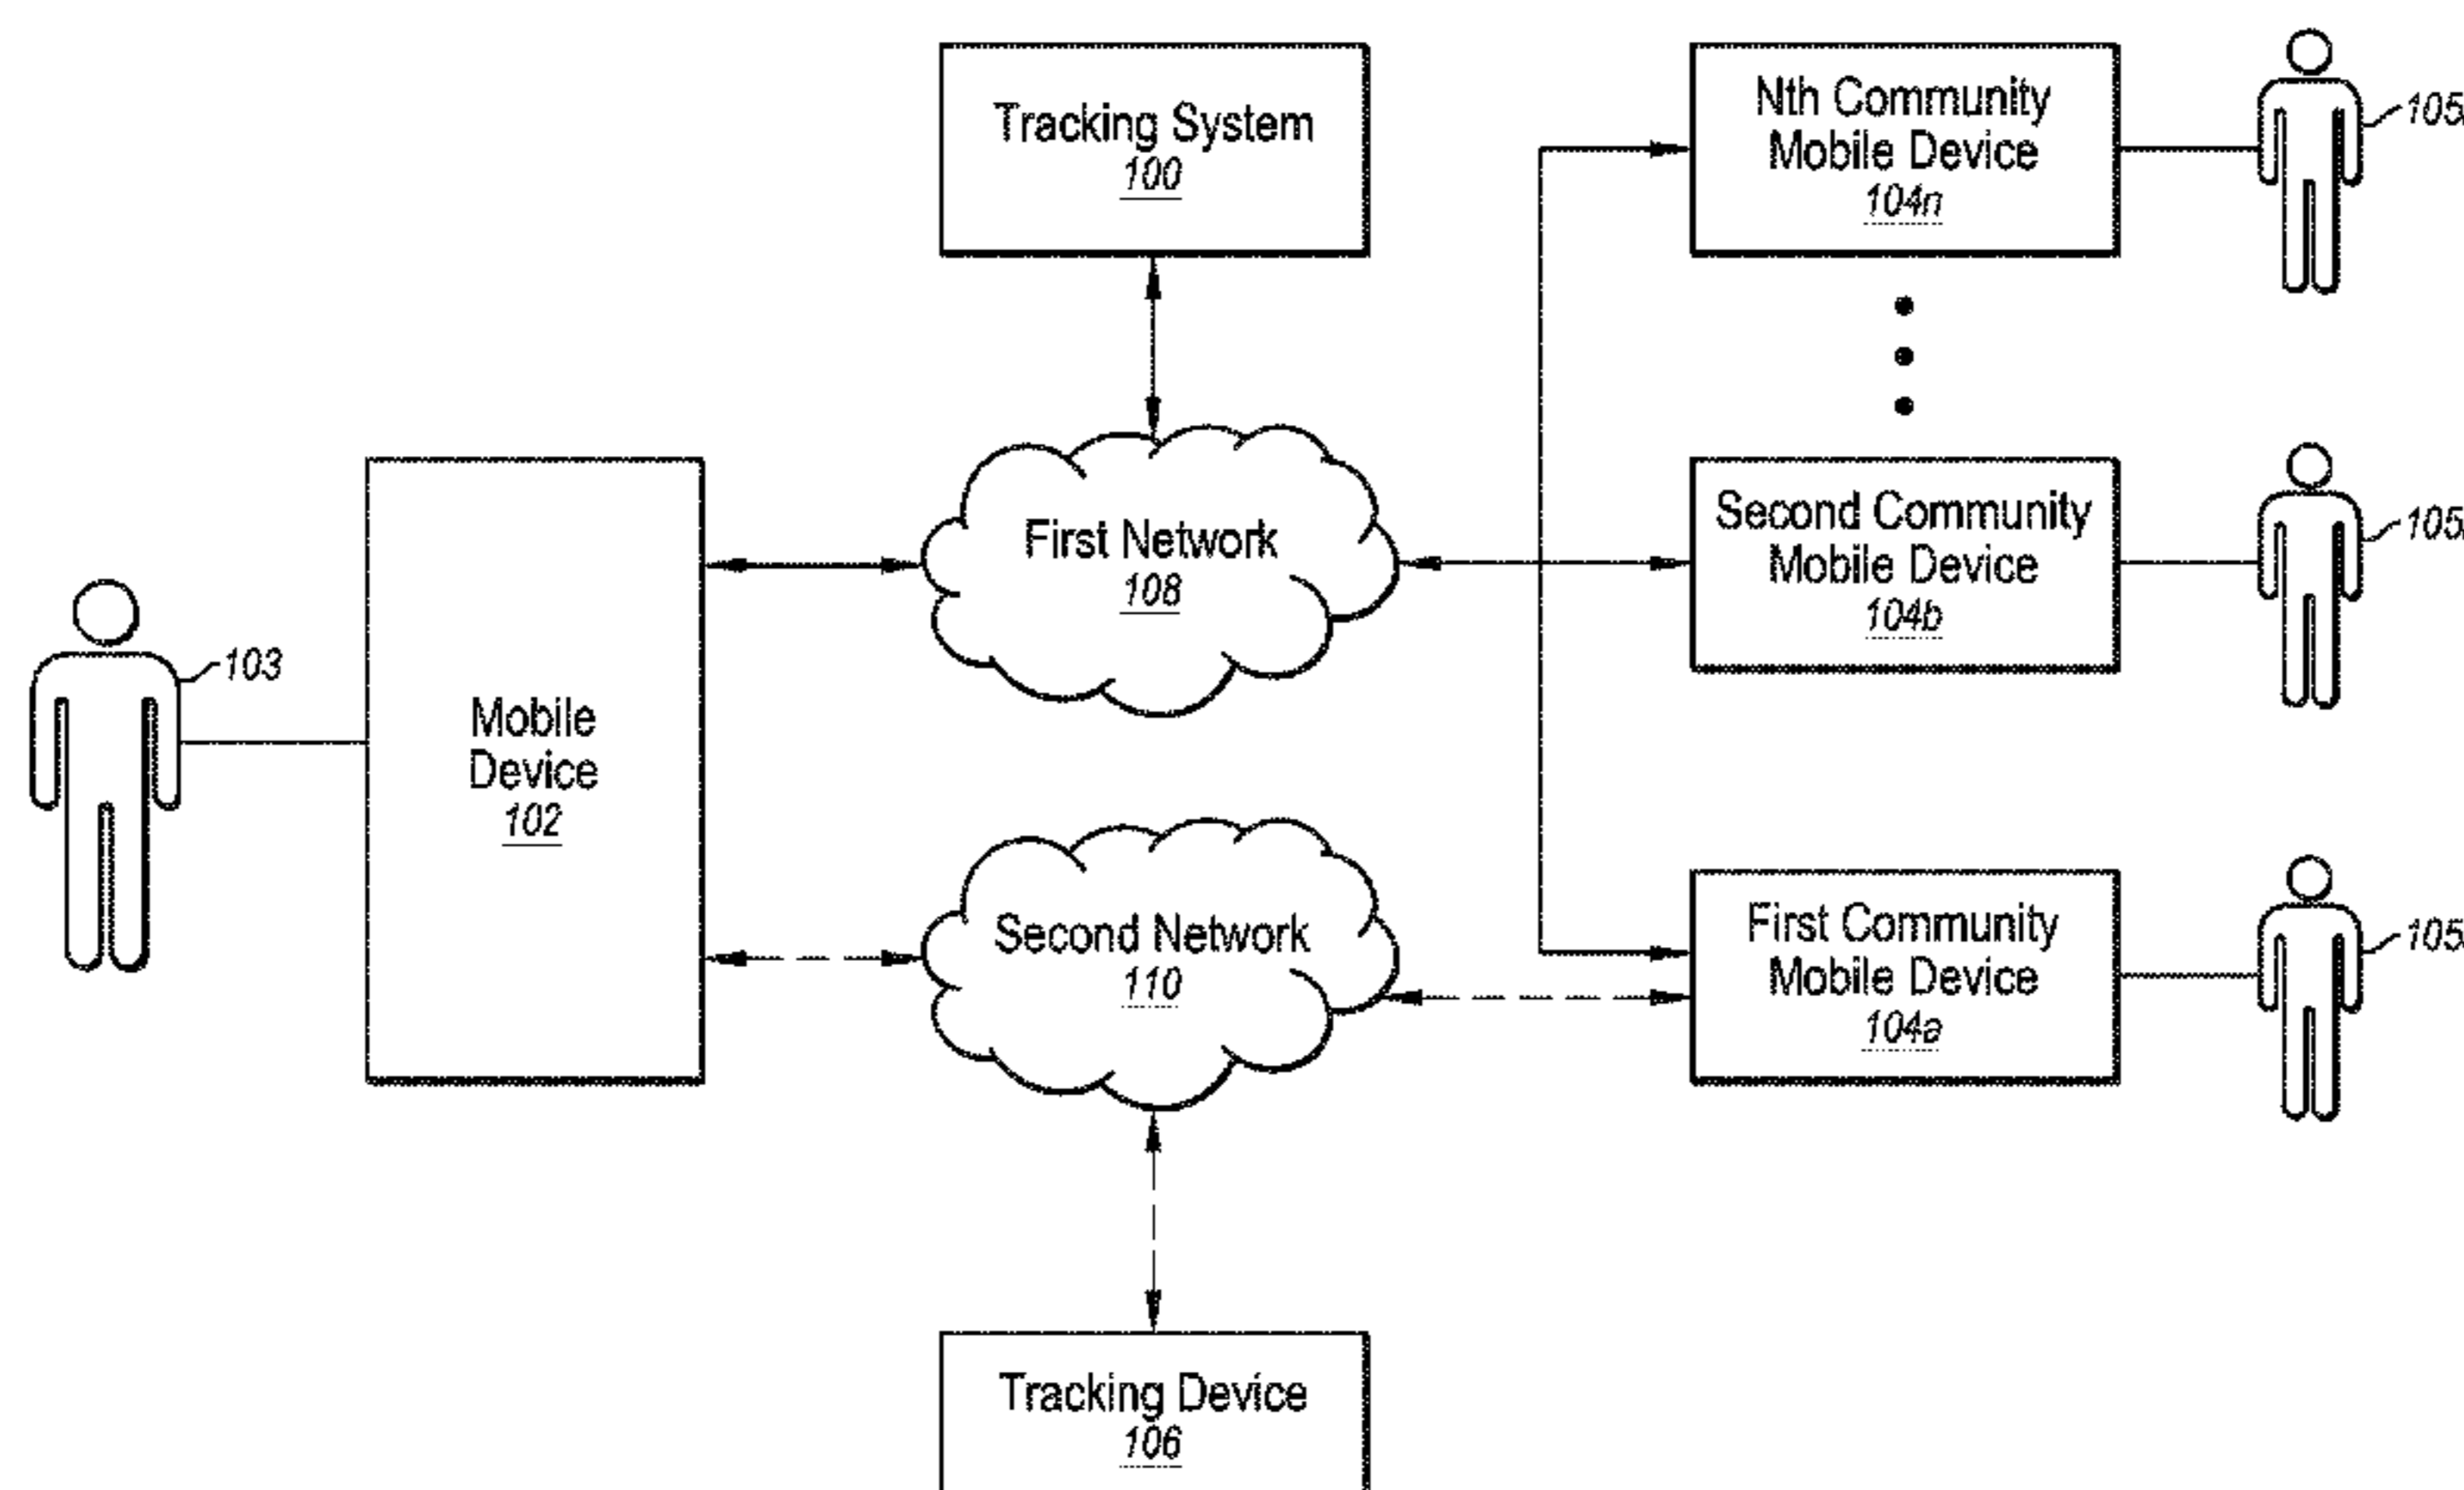 Tracking System
100
Nth Community
Mobile Device
104n
105
First Network
108
Second Community
Mobile Device
104b
105
103
Mobile
Device
102
Second Network
110
First Community
Mobile Device
104a
105
Tracking Device
106